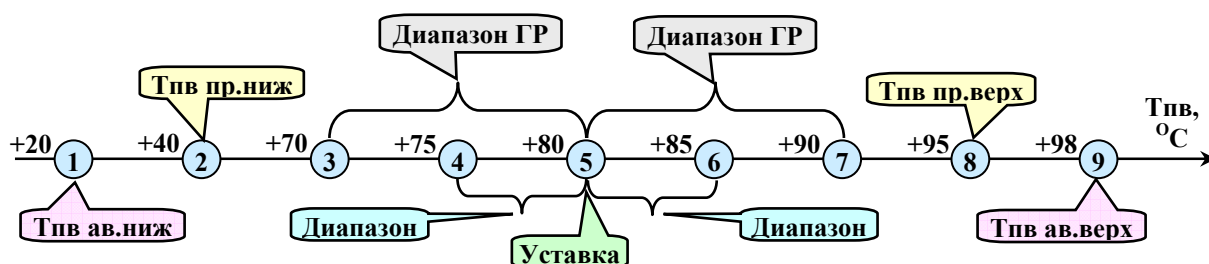 Диапазон ГР
Диапазон ГР
Тпв пр.ниж
Тпв пр.верх
Тпв,
ᴼС
+20
+40
+70
+75
+80
+85
+90
+95
+98
1
2
3
4
5
6
7
8
9
Тпв ав.ниж
Диапазон
Уставка
Диапазон
Тпв ав.верх